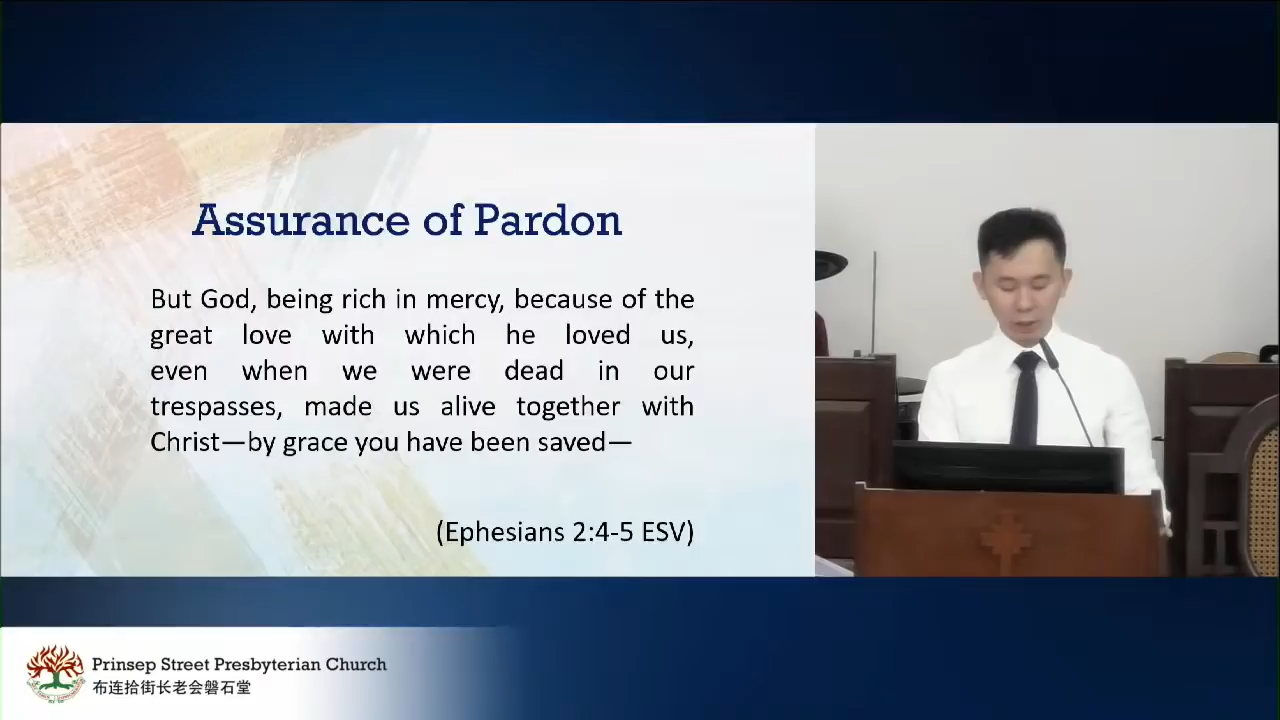 Assurance of Pardon
But God, being rich in mercy, because of the
great love with which he loved us,
even when we were dead in our
trespasses, made us alive together with
Christ—by grace you have been saved—
(Ephesians 2:4-5 ESV)
Prinsep Street Presbyterian Church
布连拾街长老会磐石堂